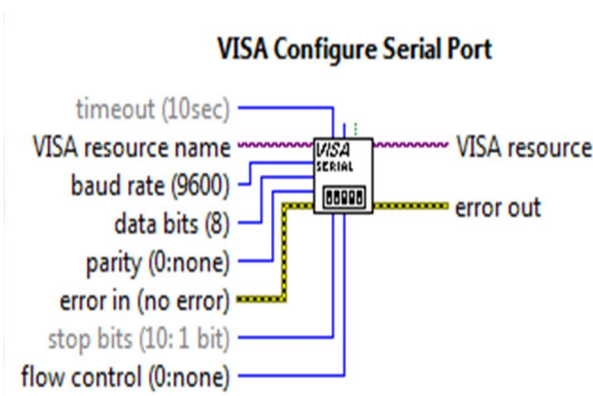 VISA Configure Serial Port
timeout (10sec)
VISA resource name
VISA resource
VISA
SERIAL
baud rate (9600)
data bits (8)
error out
parity (0:none)
error in (no error)
stop bits (10: 1 bit)
flow control (0:none)